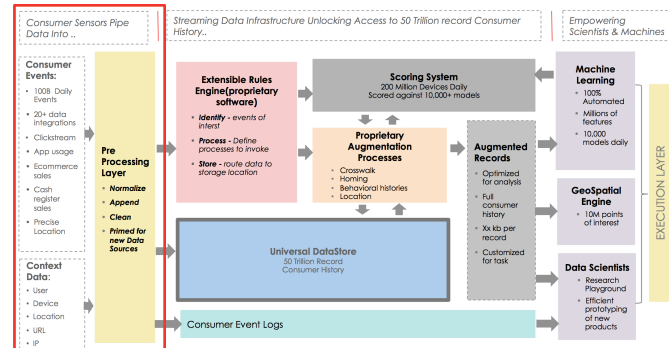 Consumer Sensors Pipe
Data Into ..
Streaming Data Infrastructure Unlocking Access to 50 Trillion record Consumer
History..
Empowering
Scientists & Machines
Consumer
Events:
• 100B Daily
Events
• 20+ data
integrations
• Clickstream
• App usage
• Ecommerce
sales
• Cash
register
sales
• Precise
Location
Context
Data:
• User
• Device
• Location
• URL
• IP
Pre
Processing
Layer
• Normalize
• Append
• Clean
• Primed for
new Data
Sources
Extensible Rules
Engine(proprietary
software)
• Identify - events of
interst
• Process - Define
processes to invoke
• Store - route data to
storage location
Scoring System
200 Million Devices Daily
Scored against 10,000+ models
Proprietary
Augmentation
Processes
• Crosswalk
• Homing
• Behavioral histories
• Location
Universal DataStore
50 Trillion Record
Consumer History
Consumer Event Logs
Augmented
Records
• Optimized
for analysis
• Full
consumer
history
• Xx kb per
record
• Customized
for task
Machine
Learning
• 100%
Automated
• Millions of
features
• 10,000
models daily
GeoSpatial
Engine
• 10M points
of interest
Data Scientists
• Research
Playground
• Efficient
prototyping
of new
products
EXECUTION LAYER